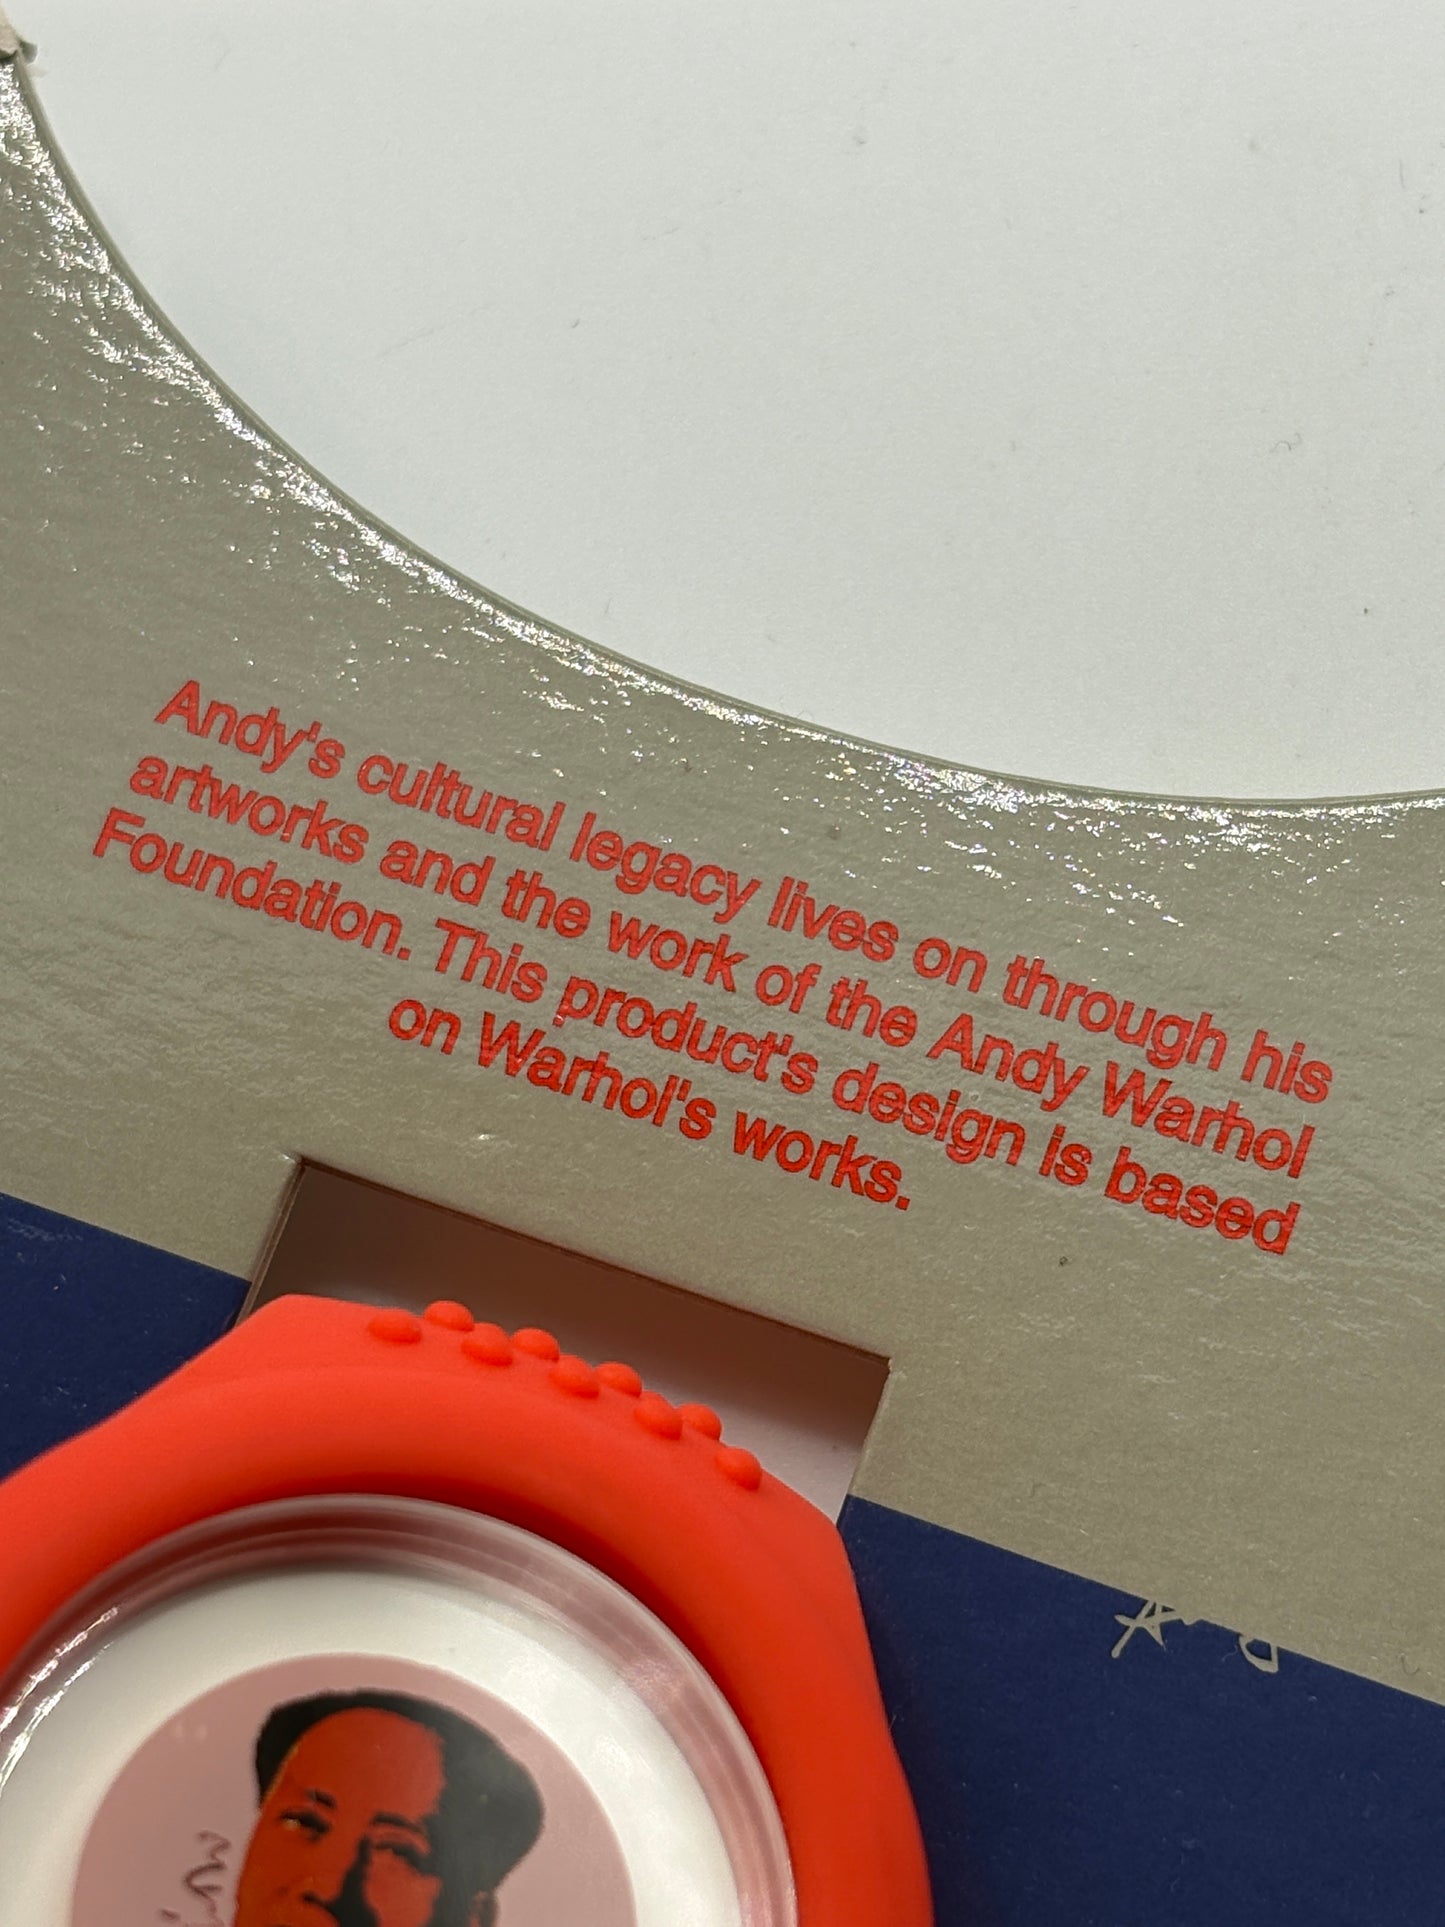 Andy's cultural legacy lives on through his
artworks and the work of the Andy Warhol
Foundation. This product's design is based
on Warhol's works.